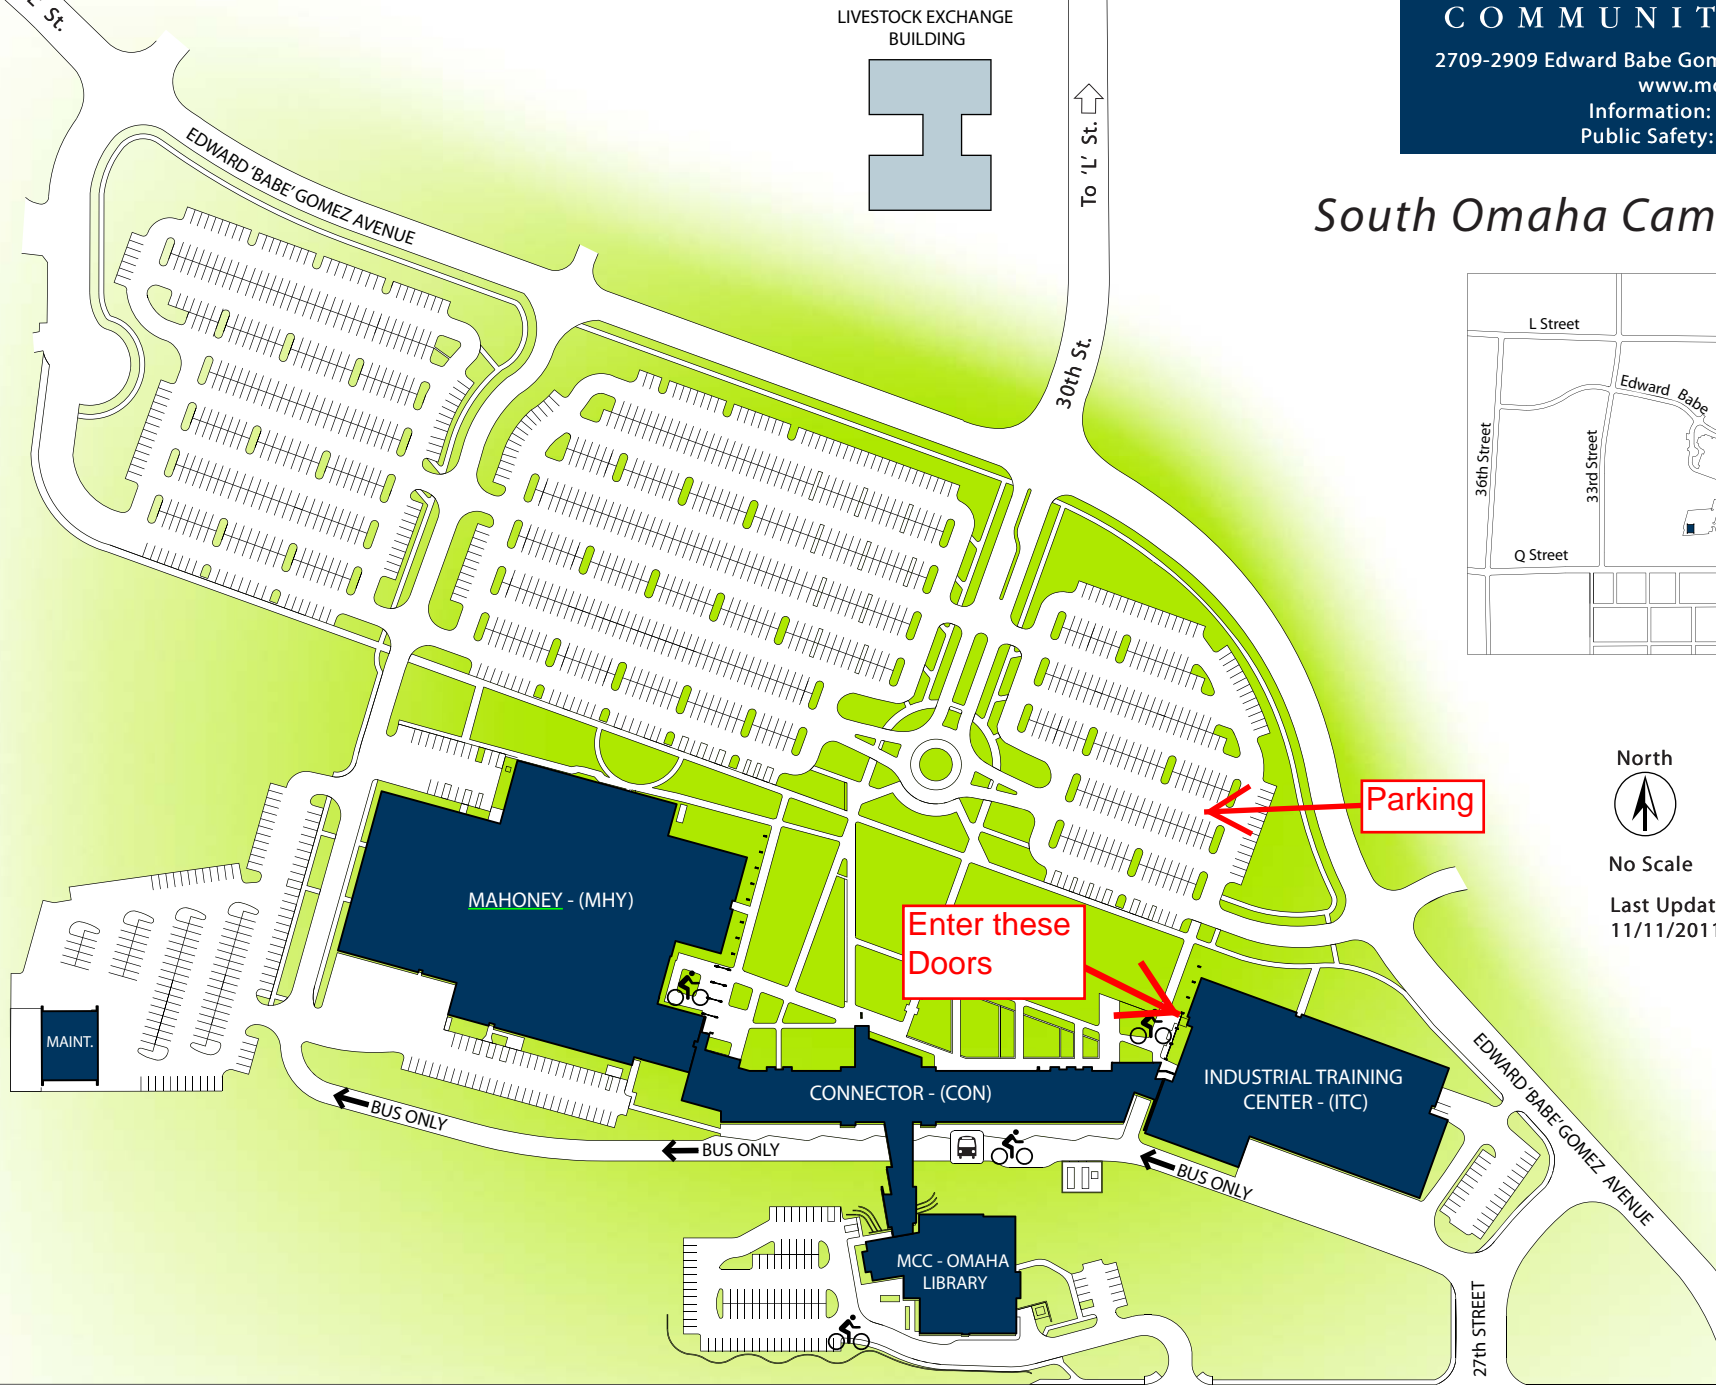 L' St.
LIVESTOCK EXCHANGE
BUILDING
COMMUNIT
2709-2909 Edward Babe Gom
www.m
Information:
Public Safety:
South Omaha Cam
EDWARD 'BABE' GOMEZ AVENUE
To 'L' St.
30th St.
L Street
Edward Babe
36th Street
33rd Street
Q Street
North
No Scale
Last Updat
11/11/2011
Parking
Enter these
Doors
MAHONEY - (MHY)
MAINT.
CONNECTOR - (CON)
INDUSTRIAL TRAINING
CENTER - (ITC)
EDWARD 'BABE' GOMEZ AVENUE
BUS ONLY
BUS ONLY
BUS ONLY
MCC - OMAHA
LIBRARY
27th STREET